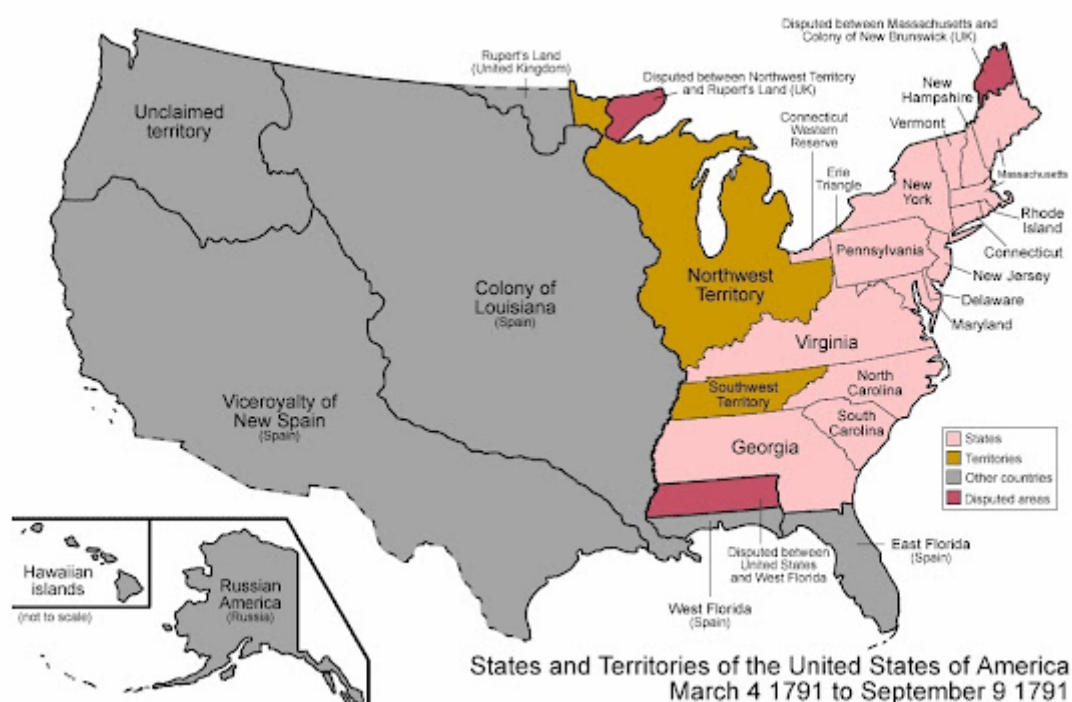 Disputed between Massachusetts and
Colony of New Brunswick (UK)
Rupert's Land
(United Kingdom)
Disputed between Northwest Territory
and Rupert's Land (UK)
New
Hampshire
Vermont
Unclaimed
territory
Connecticut
Western
Reserve
Erie
Triangle
Massachusetts
New
York
Rhode
Island
Pennsylvania
Connecticut
New Jersey
Northwest
Territory
Colony of
Louisiana
(Spain)
Delaware
Maryland
Virginia
Southwest
Territory
North
Carolina
Viceroyalty of
New Spain
(Spain)
South
Carolina
Georgia
States
Territories
Other countries
Disputed areas
East Florida
(Spain)
Disputed between
United States
and West Florida
West Florida
(Spain)
Hawaiian
islands
(not to scale)
Russian
America
(Russia)
States and Territories of the United States of America
March 4 1791 to September 9 1791